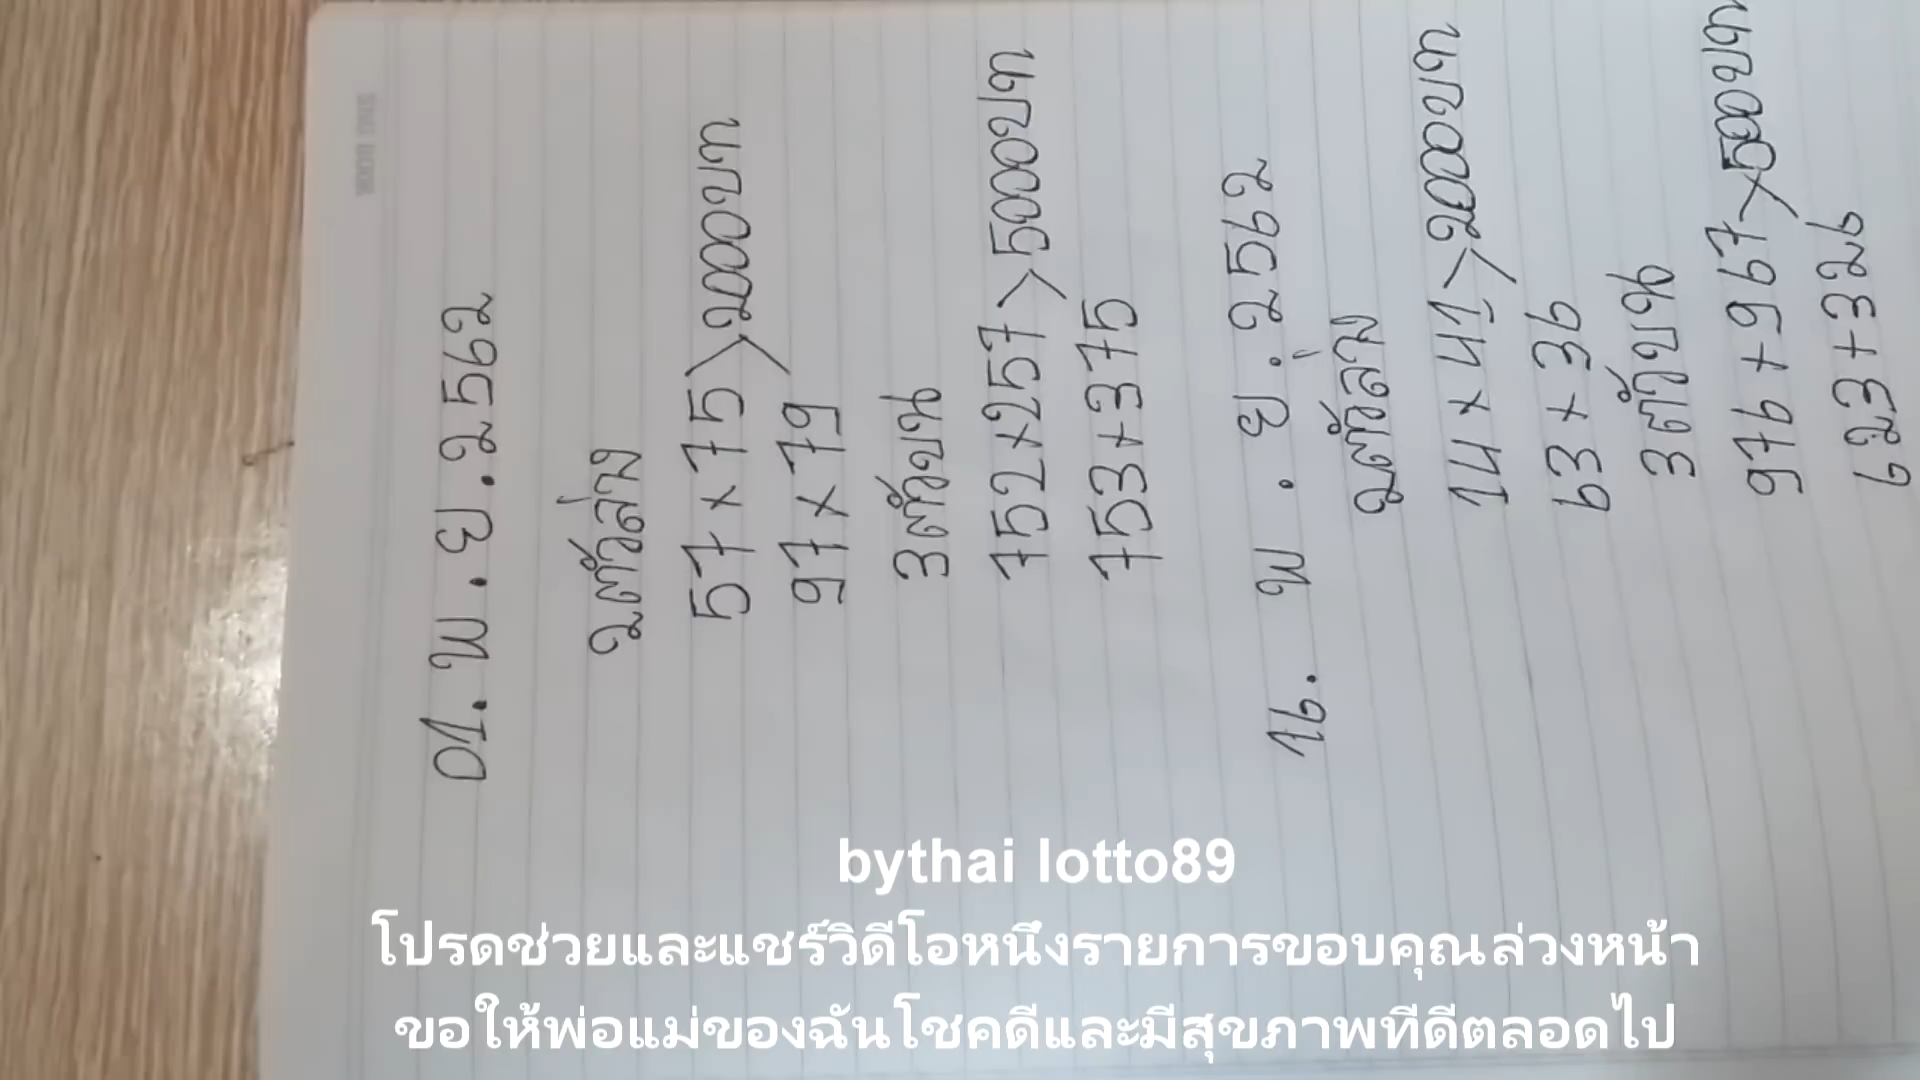 STNG BOOK
01.พ.ย.2562
2ตัวล่าง
57×75>2000บาท
97×79
3ตัวบน
752×257>500บาท
753+375
16.พ.ย.2562
2ตัวล่าง
14×41>2000บาท
63+36
3ตัวบน
976+967>500บาท
623+326
bythai lotto89
โปรดช่วยและแชร์วิดีโอหนึ่งรายการขอบคุณล่วงหน้า
ขอให้พ่อแม่ของฉันโชคดีและมีสุขภาพที่ดีตลอดไป